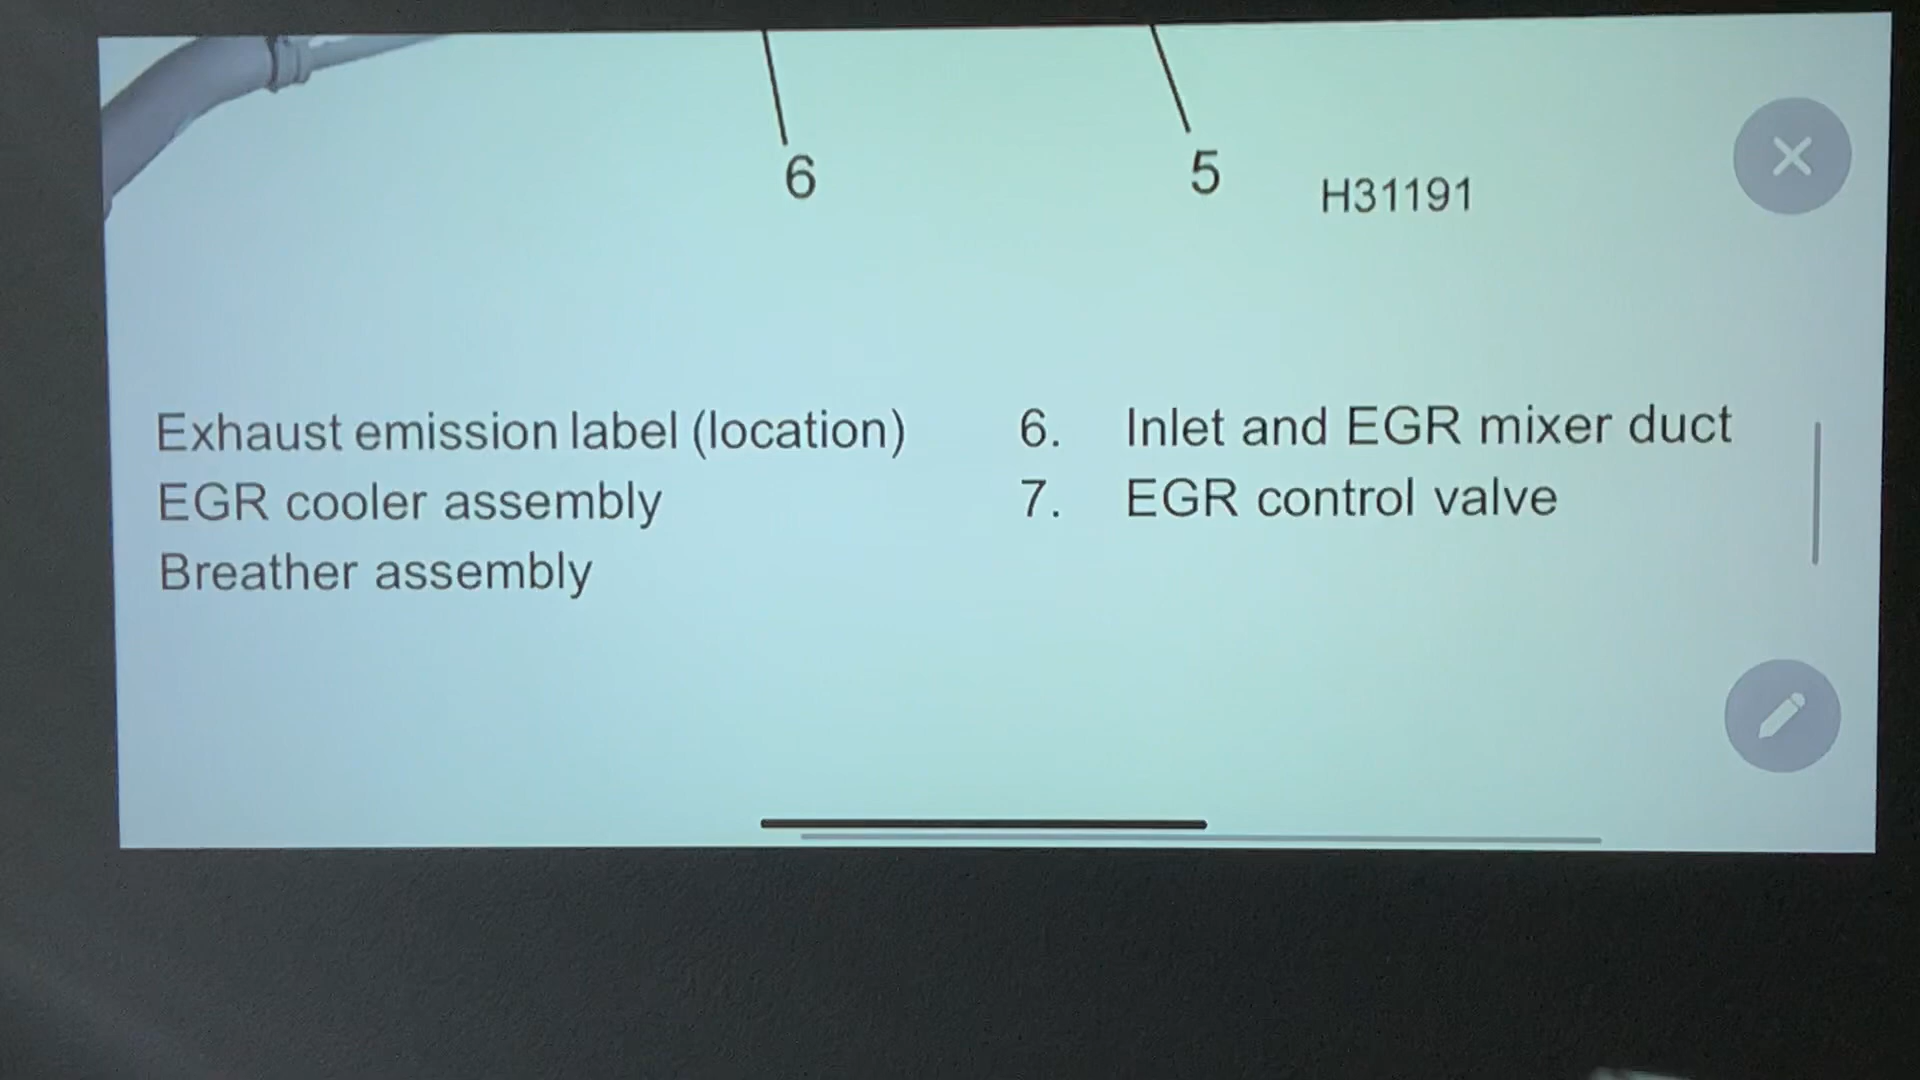 6
5
H31191
Exhaust emission label (location)
EGR cooler assembly
Breather assembly
6. Inlet and EGR mixer duct
7. EGR control valve